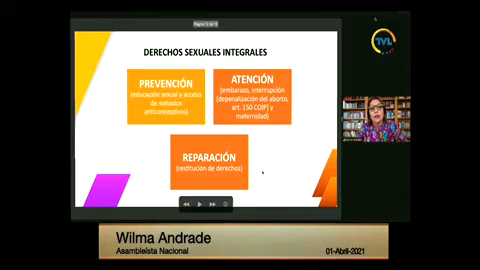 Página 12 de 12
DERECHOS SEXUALES INTEGRALES
PREVENCIÓN
(educación sexual y acceso
de métodos
anticonceptivos)
ATENCIÓN
(embarazo, interrupción
(depenalización del aborto,
art. 150 COIP) y
maternidad)
REPARACIÓN
(restitución de derechos)
TVL
Wilma Andrade
Asambleísta Nacional
01-Abril-2021